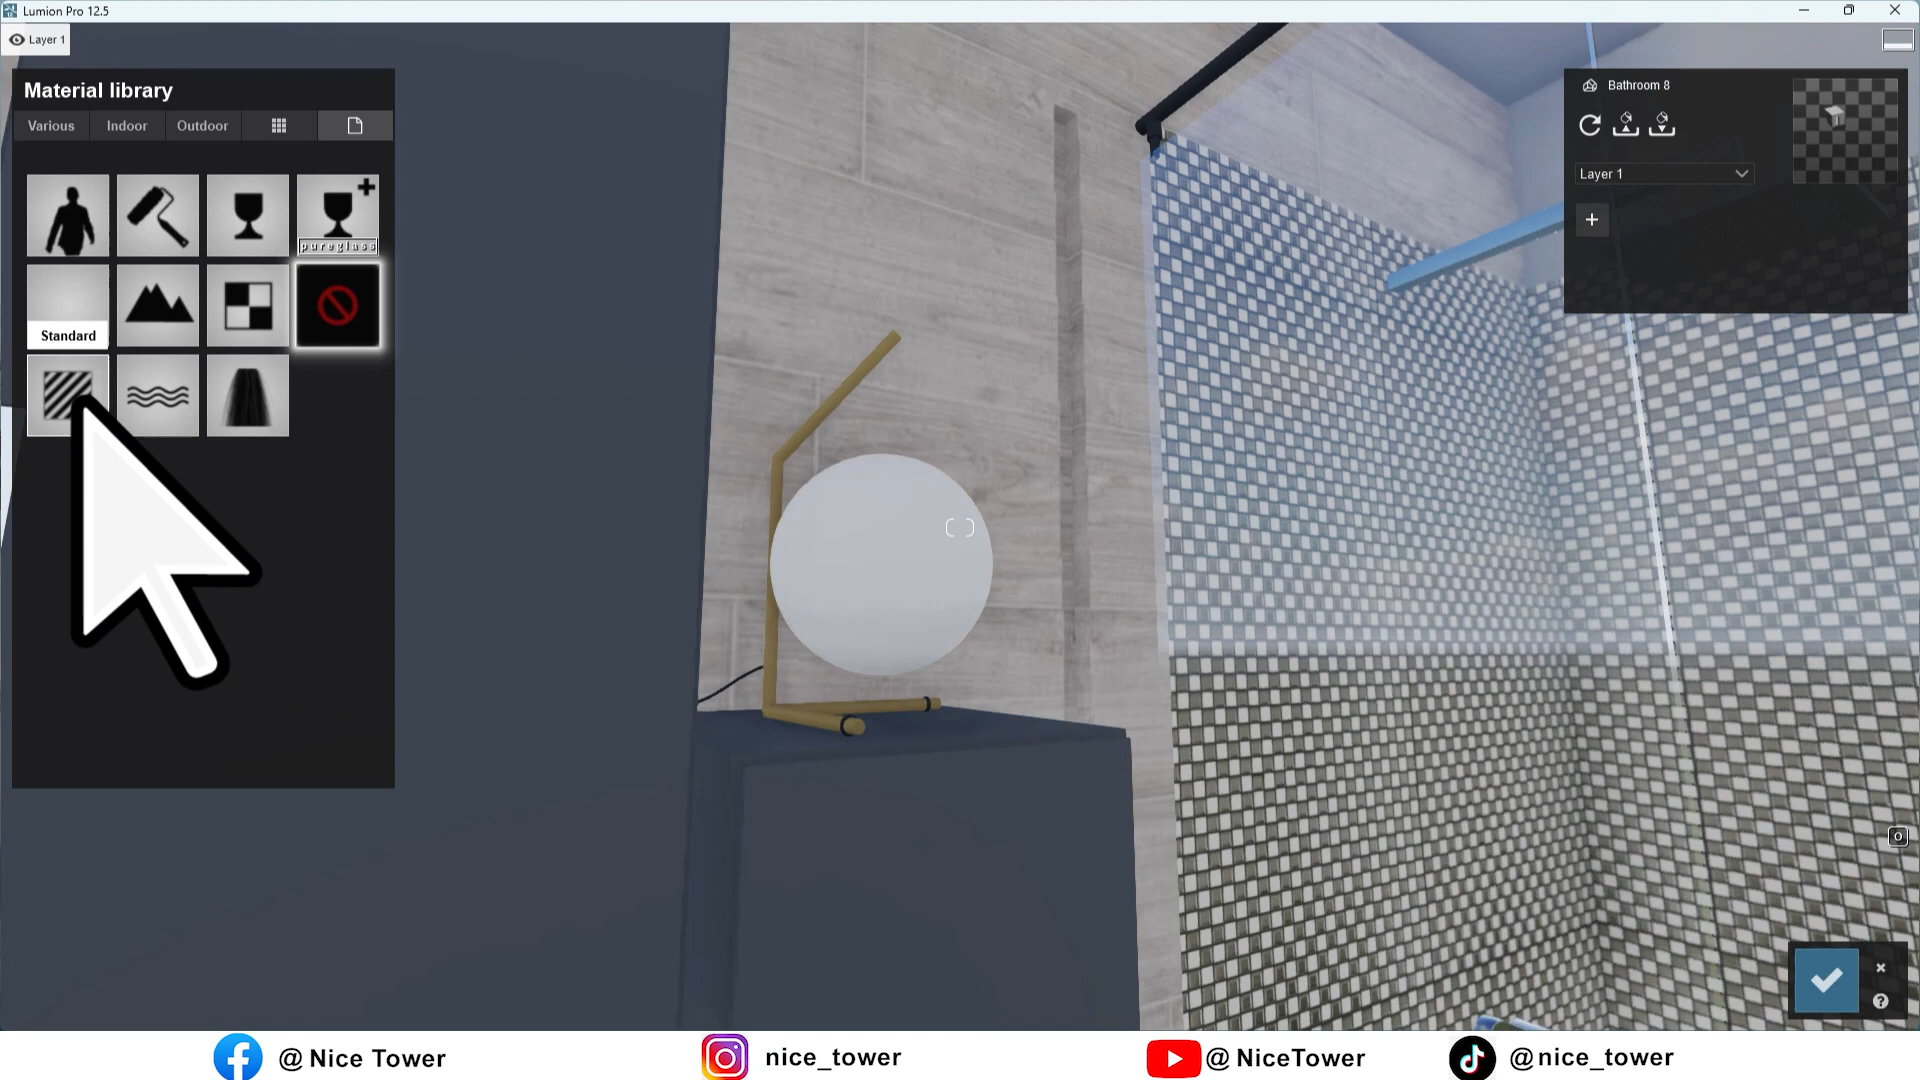 Lumion Pro 12.5
Layer 1
Material library
Various
Indoor
Outdoor
pureglass
Standard
Bathroom 8
Layer 1
@ Nice Tower
nice_tower
@ NiceTower
@nice_tower